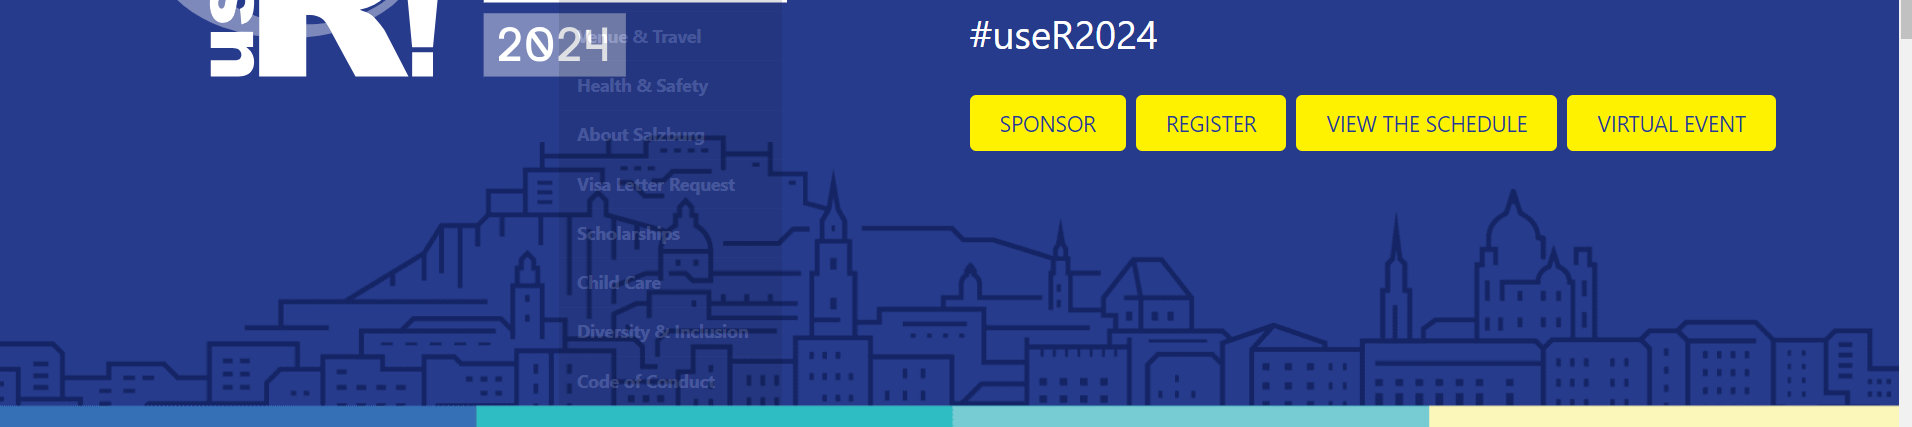 useR!
2024
#useR2024
SPONSOR
REGISTER
VIEW THE SCHEDULE
VIRTUAL EVENT
Venue & Travel
Health & Safety
About Salzburg
Visa Letter Request
Scholarships
Child Care
Diversity & Inclusion
Code of Conduct